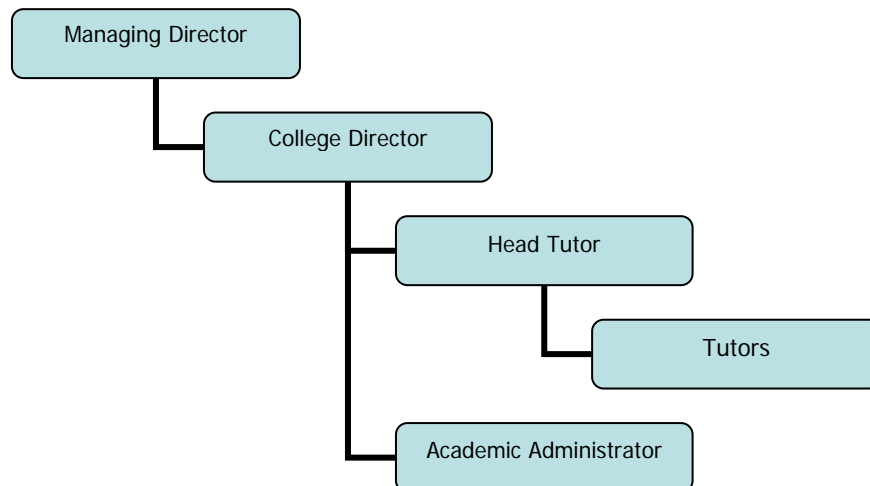 Managing Director
College Director
Head Tutor
Tutors
Academic Administrator